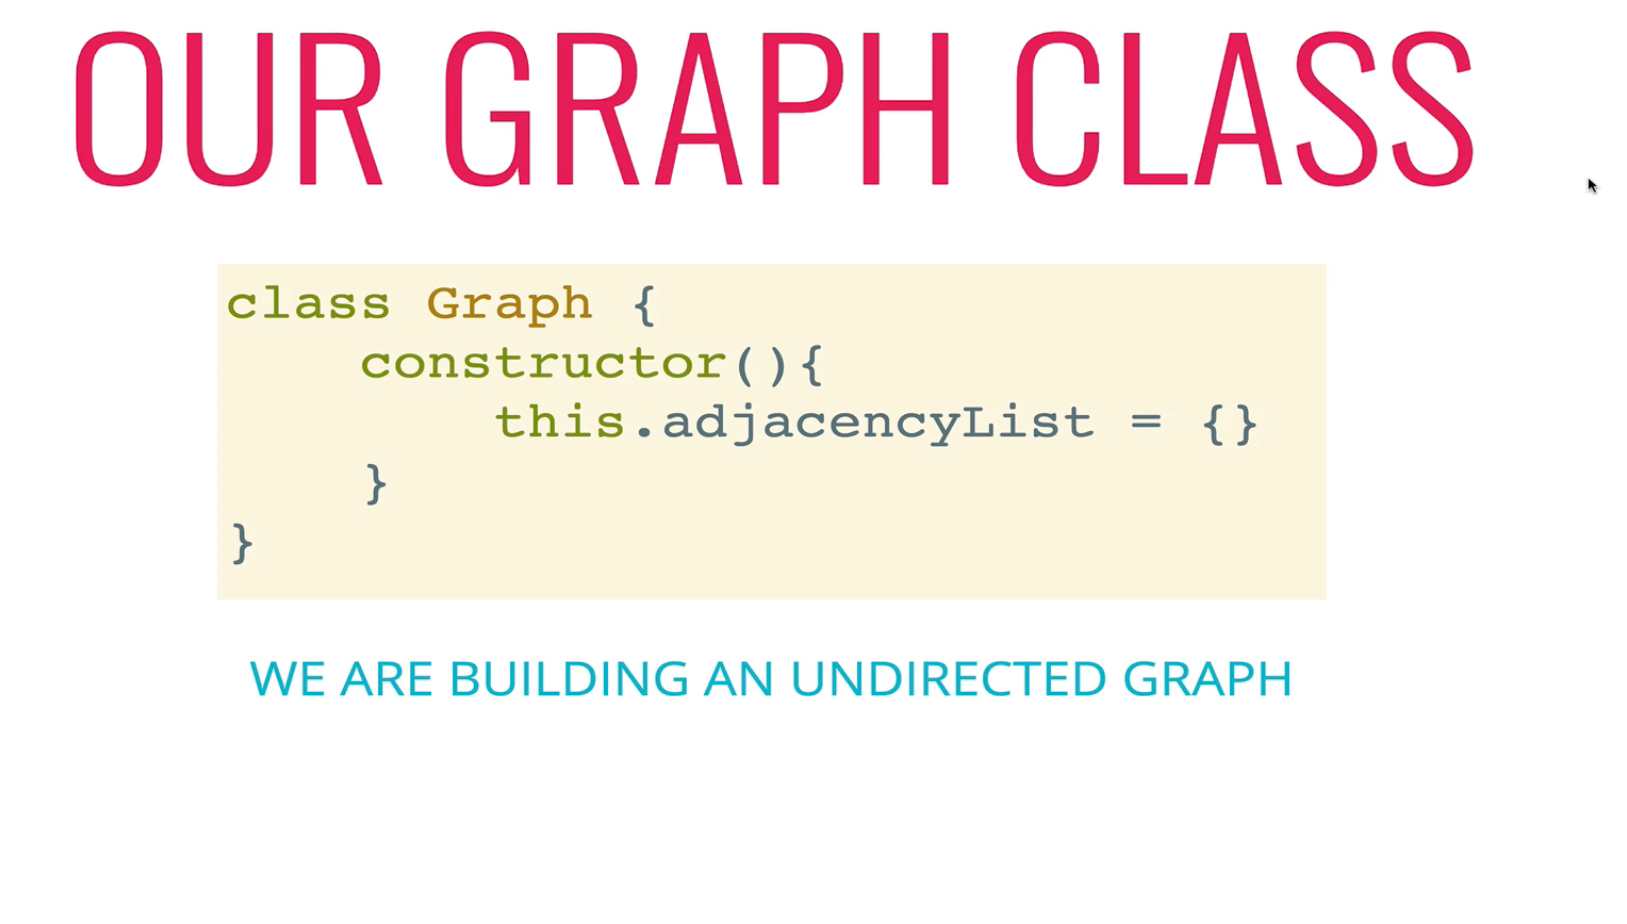 OUR GRAPH CLASS
class Graph {
    constructor(){
        this.adjacencyList = {}
    }
}
WE ARE BUILDING AN UNDIRECTED GRAPH